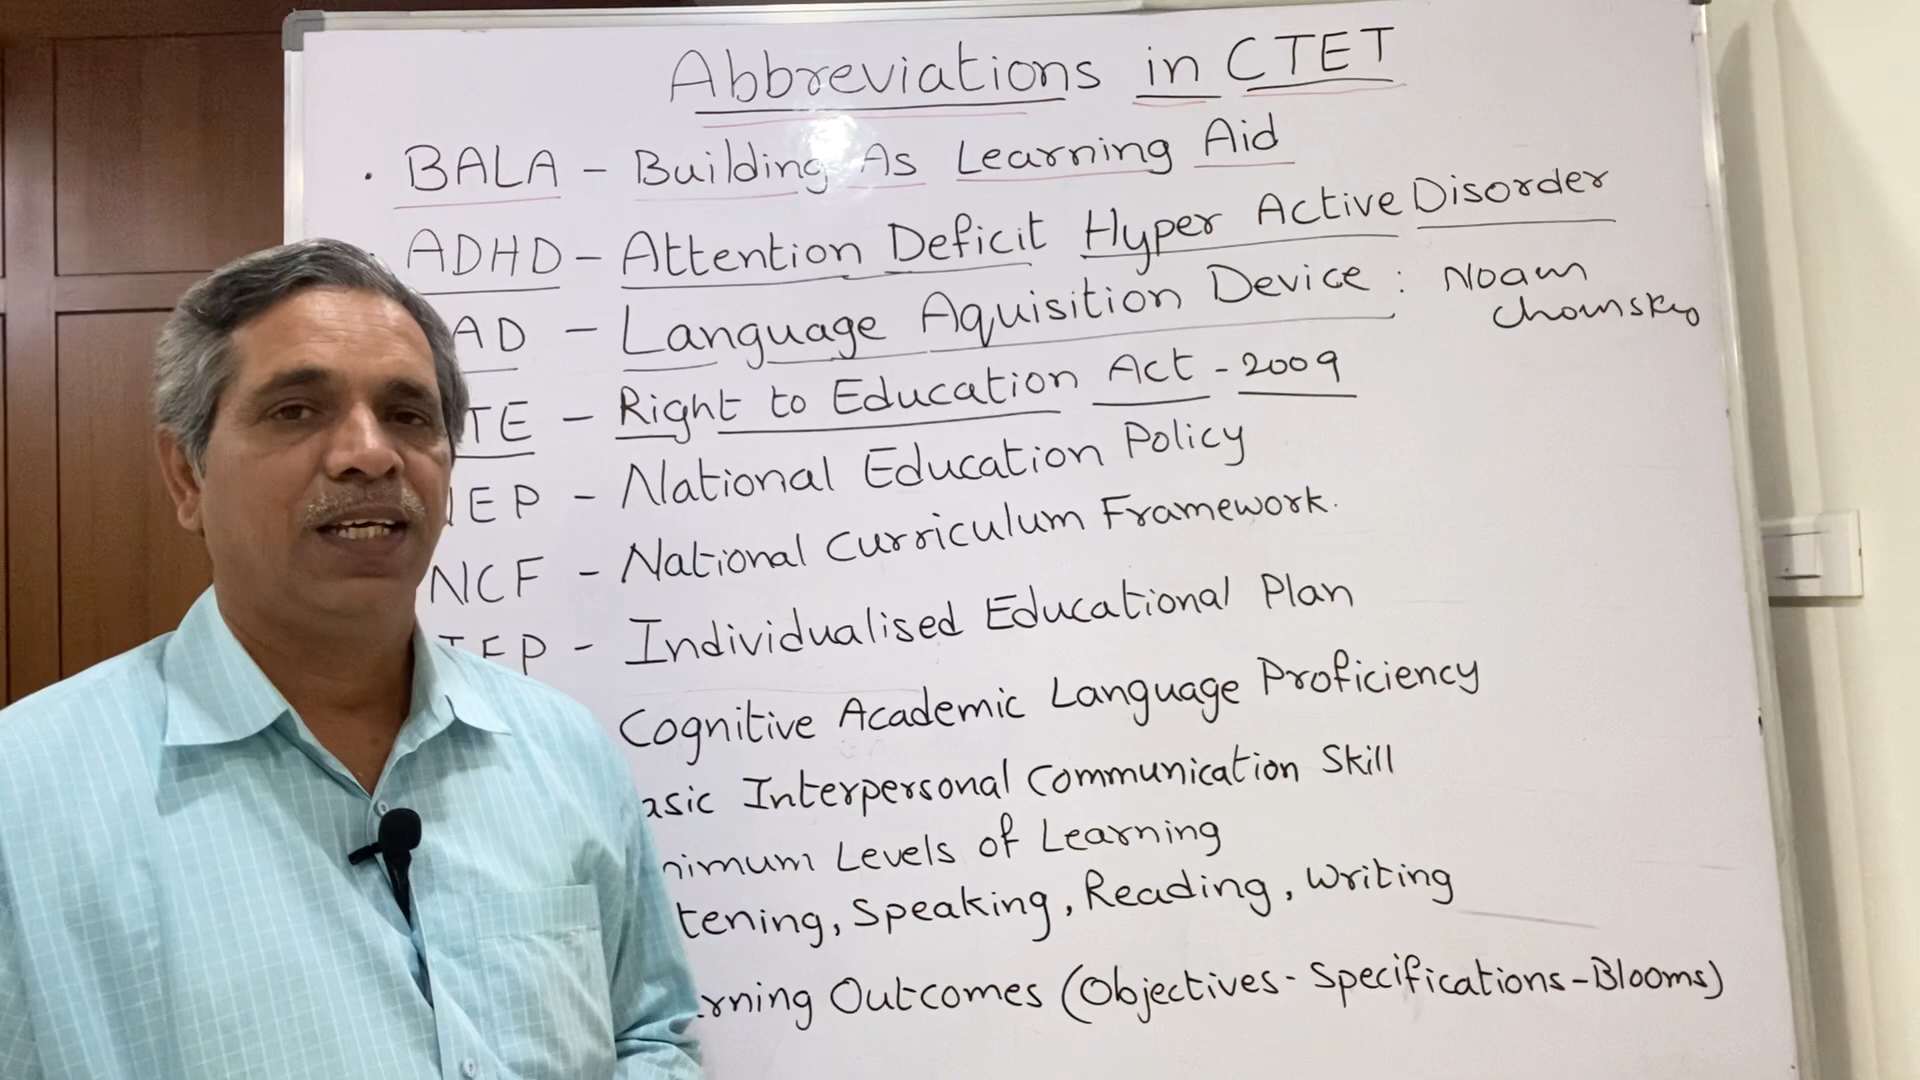 Abbreviations in CTET
. BALA - Building As Learning Aid
ADHD - Attention Deficit Hyper Active Disorder
AD - Language Aquisition Device : Noam Chomsky
TE - Right to Education Act - 2009
EP - National Education Policy
NCF - National Curriculum Framework.
IEP - Individualised Educational Plan
Cognitive Academic Language Proficiency
asic Interpersonal Communication Skill
nimum Levels of Learning
tening, Speaking, Reading, Writing
rning Outcomes (Objectives - Specifications - Blooms)